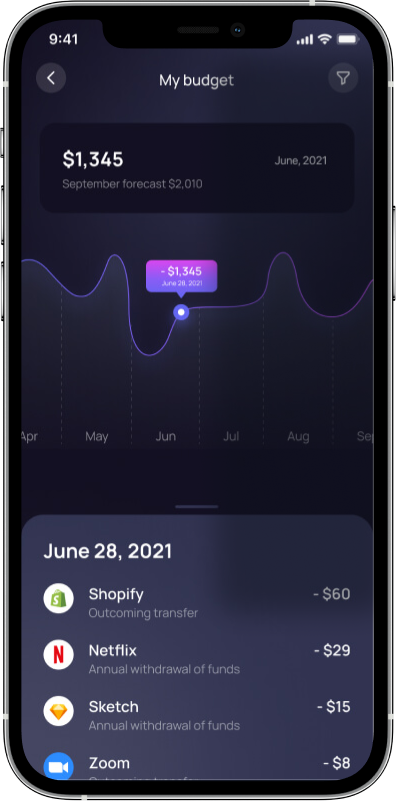 9:41
My budget
$1,345
June, 2021
September forecast $2,010
- $1,345
June 28, 2021
Apr
May
Jun
Jul
Aug
Sep
June 28, 2021
Shopify
- $60
Outcoming transfer
Netflix
- $29
Annual withdrawal of funds
Sketch
- $15
Annual withdrawal of funds
Zoom
- $8